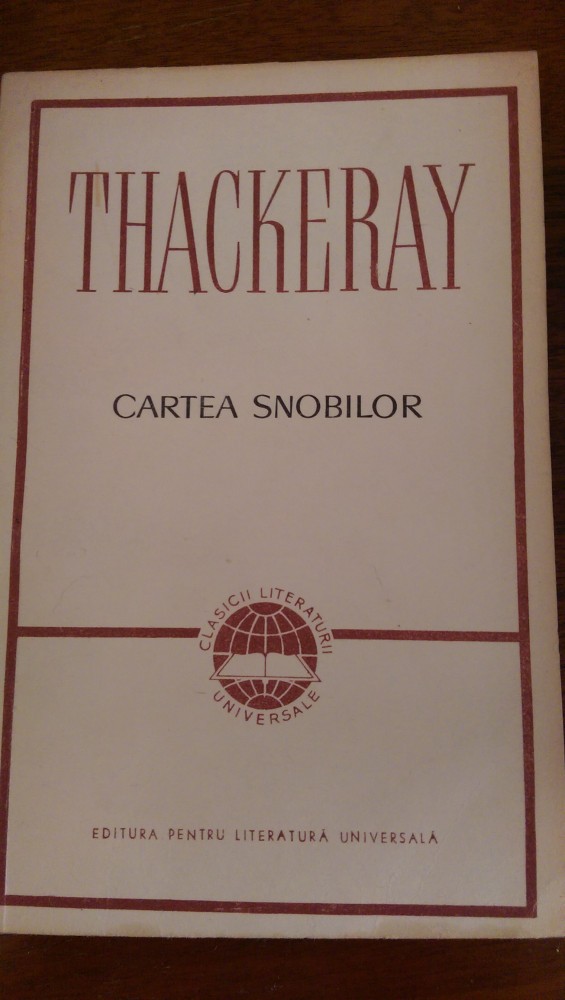 THACKERAY
CARTEA SNOBILOR
CLASICII LITERATURII
UNIVERSALE
EDITURA PENTRU LITERATURĂ UNIVERSALĂ